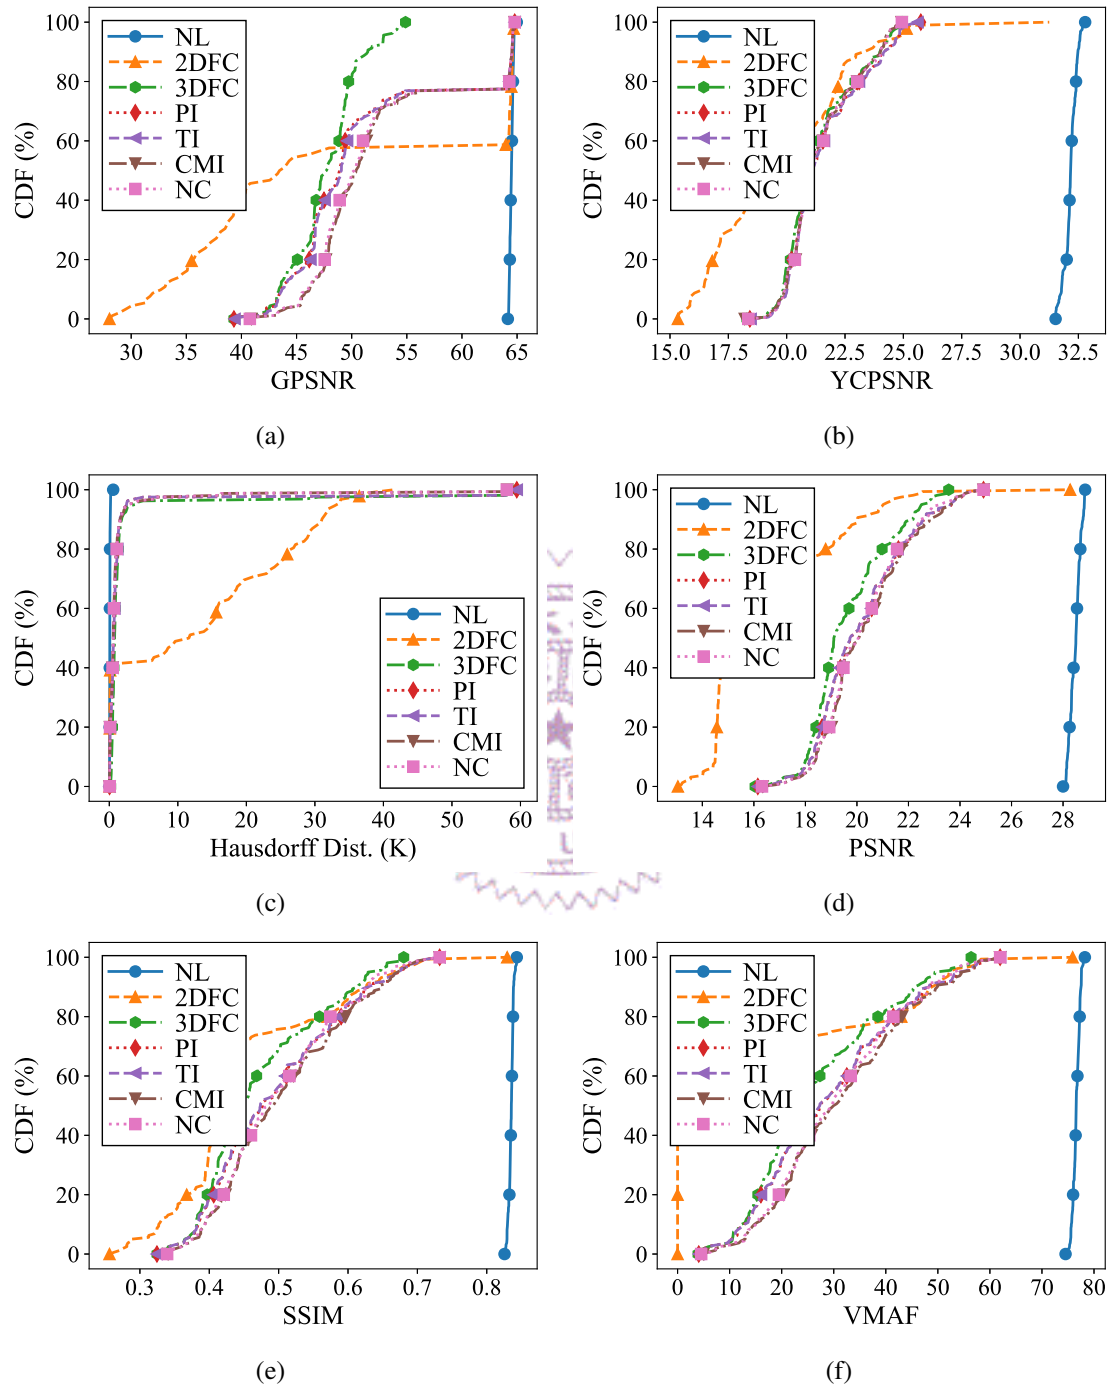 100
80
60
40
20
0
CDF (%)
NL
2DFC
3DFC
PI
TI
CMI
NC
30 35 40 45 50 55 60 65
GPSNR
(a)
100
80
60
40
20
0
CDF (%)
NL
2DFC
3DFC
PI
TI
CMI
NC
15.0 17.5 20.0 22.5 25.0 27.5 30.0 32.5
YCPSNR
(b)
100
80
60
40
20
0
CDF (%)
NL
2DFC
3DFC
PI
TI
CMI
NC
0 10 20 30 40 50 60
Hausdorff Dist. (K)
(c)
100
80
60
40
20
0
CDF (%)
NL
2DFC
3DFC
PI
TI
CMI
NC
14 16 18 20 22 24 26 28
PSNR
(d)
100
80
60
40
20
0
CDF (%)
NL
2DFC
3DFC
PI
TI
CMI
NC
0.3 0.4 0.5 0.6 0.7 0.8
SSIM
(e)
100
80
60
40
20
0
CDF (%)
NL
2DFC
3DFC
PI
TI
CMI
NC
0 10 20 30 40 50 60 70 80
VMAF
(f)